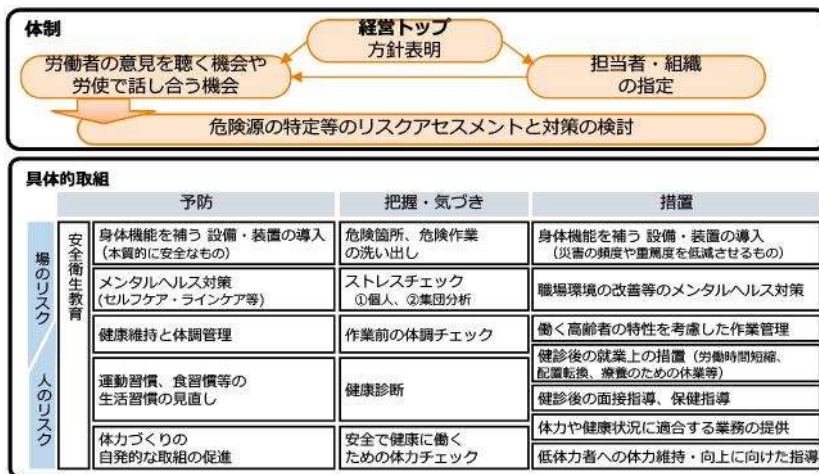 体制
経営トップ
方針表明
労働者の意見を聴く機会や
労使で話し合う機会
担当者・組織
の指定
危険源の特定等のリスクアセスメントと対策の検討
具体的取組
予防
把握・気づき
措置
場のリスク
人のリスク
安全衛生教育
身体機能を補う 設備・装置の導入
（本質的に安全なもの）
危険箇所、危険作業
の洗い出し
身体機能を補う 設備・装置の導入
（災害の頻度や重篤度を低減させるもの）
メンタルヘルス対策
(セルフケア・ラインケア等)
ストレスチェック
①個人、②集団分析
職場環境の改善等のメンタルヘルス対策
健康維持と体調管理
作業前の体調チェック
働く高齢者の特性を考慮した作業管理
運動習慣、食習慣等の
生活習慣の見直し
健康診断
健診後の就業上の措置（労働時間短縮、
配置転換、療養のための休業等）
健診後の面接指導、保健指導
体力づくりの
自発的な取組の促進
安全で健康に働く
ための体力チェック
体力や健康状況に適合する業務の提供
低体力者への体力維持・向上に向けた指導